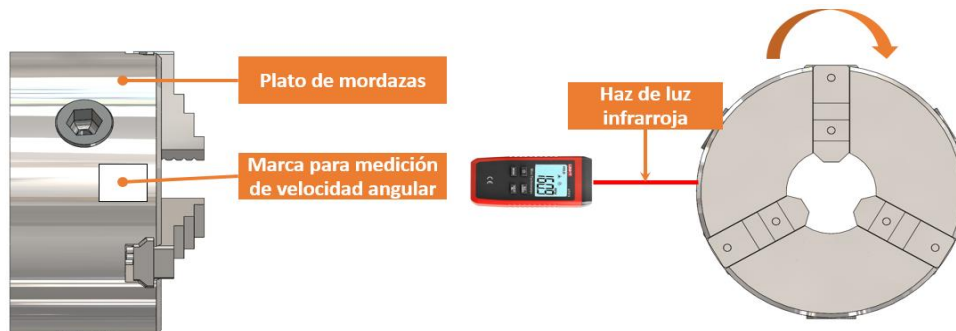 Plato de mordazas
Marca para medición
de velocidad angular
Haz de luz
infrarroja